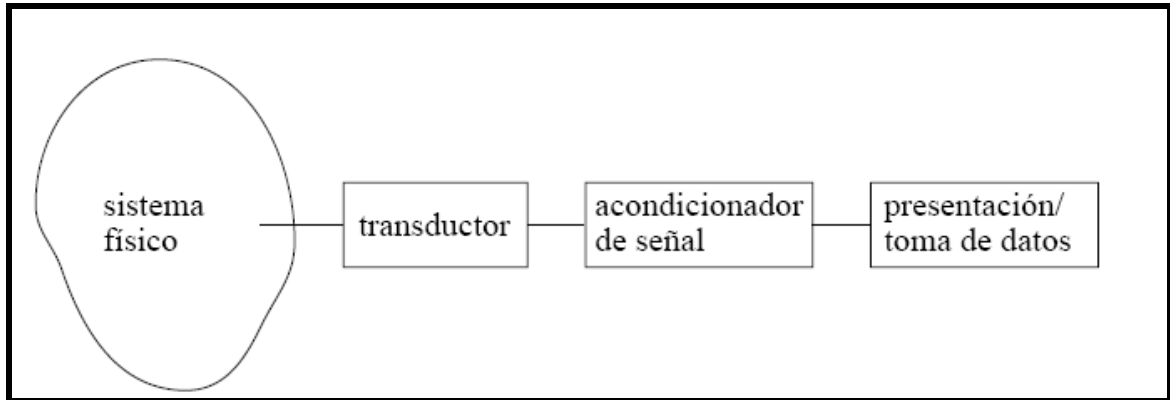 sistema
físico
transductor
acondicionador
de señal
presentación/
toma de datos